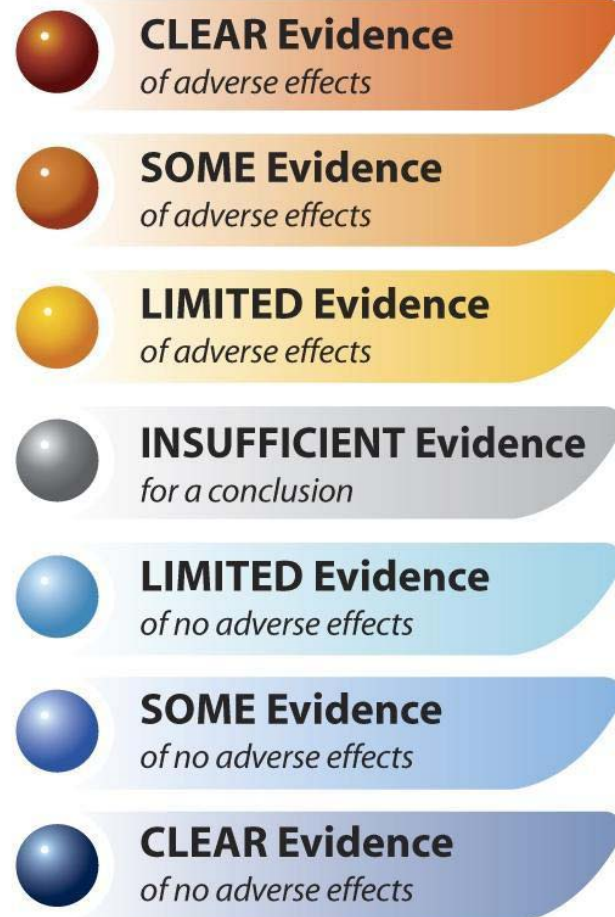 CLEAR Evidence
of adverse effects
SOME Evidence
of adverse effects
LIMITED Evidence
of adverse effects
INSUFFICIENT Evidence
for a conclusion
LIMITED Evidence
of no adverse effects
SOME Evidence
of no adverse effects
CLEAR Evidence
of no adverse effects